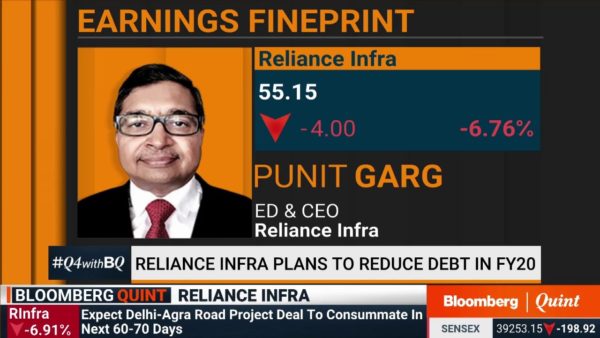 EARNINGS FINEPRINT
Reliance Infra
55.15
-4.00 -6.76%
PUNIT GARG
ED & CEO
Reliance Infra
#Q4withBQ RELIANCE INFRA PLANS TO REDUCE DEBT IN FY20
BLOOMBERG QUINT RELIANCE INFRA
Bloomberg Quint
RInfra
-6.91%
Expect Delhi-Agra Road Project Deal To Consummate In
Next 60-70 Days
SENSEX 39253.15 -198.92